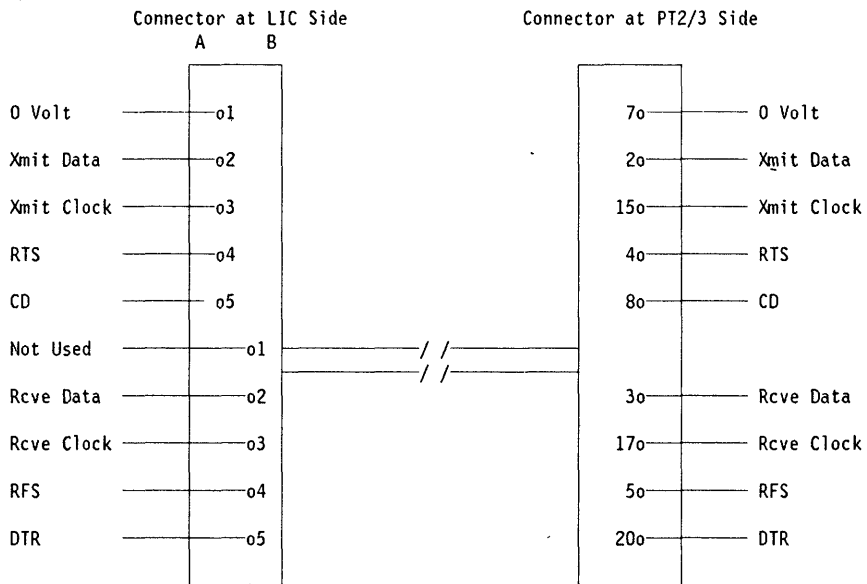 Connector at LIC Side Connector at PT2/3 Side
A B
0 Volt o1 7o 0 Volt
Xmit Data o2 2o Xmit Data
Xmit Clock o3 15o Xmit Clock
RTS o4 4o RTS
CD o5 8o CD
Not Used o1 / / 
/ /
Rcve Data o2 3o Rcve Data
Rcve Clock o3 17o Rcve Clock
RFS o4 5o RFS
DTR o5 20o DTR